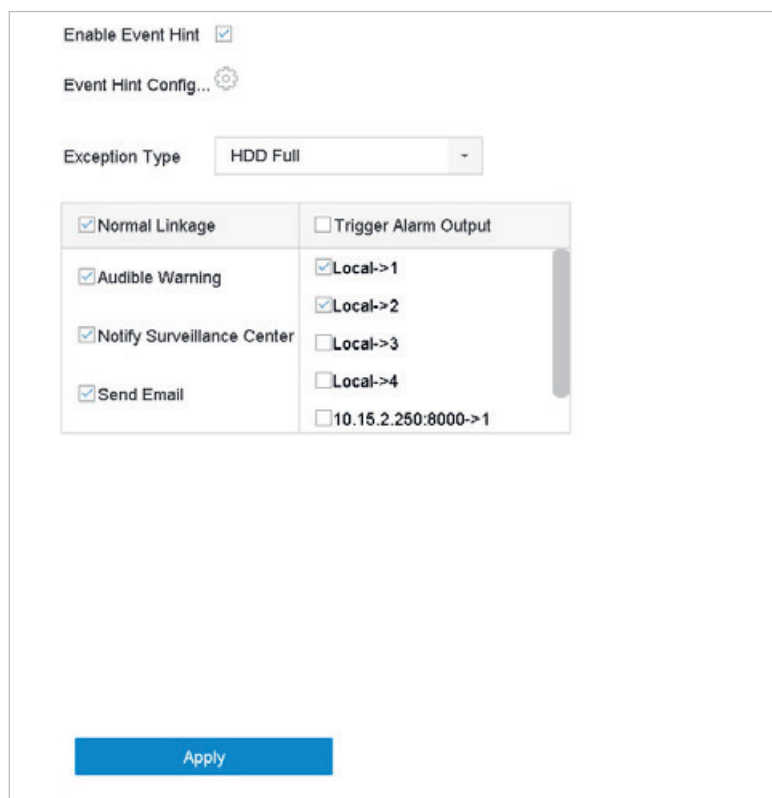 Enable Event Hint
Event Hint Config...
Exception Type HDD Full
Normal Linkage Trigger Alarm Output
Audible Warning
Notify Surveillance Center
Send Email
Local->1
Local->2
Local->3
Local->4
10.15.2.250:8000->1
Apply